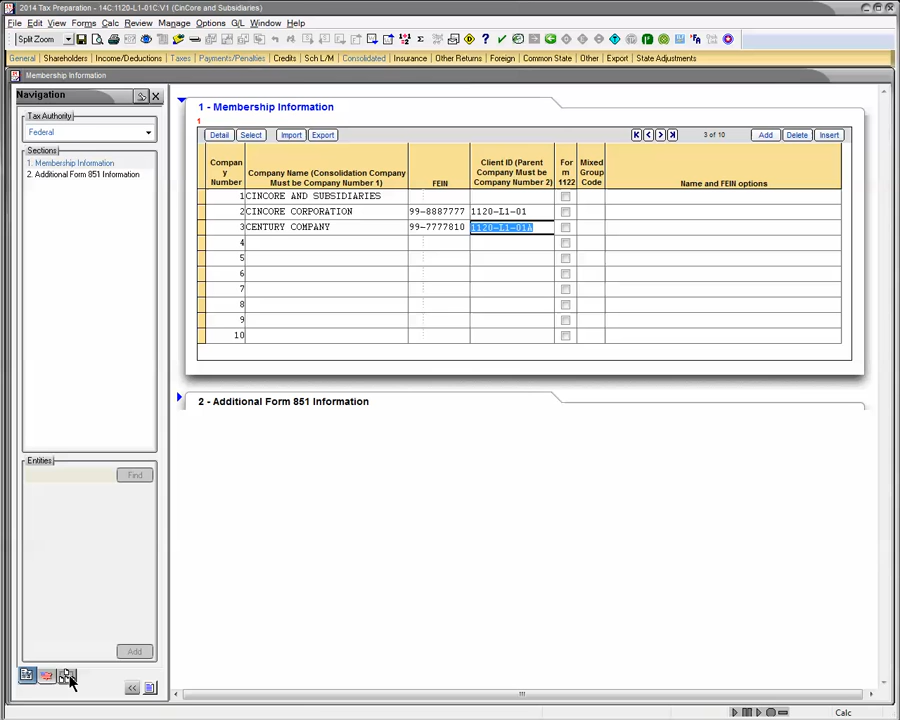 2014 Tax Preparation - 14C:1120-L1-01C:V1 (CinCore and Subsidiaries)
File Edit View Forms Calc Review Manage Options G/L Window Help
Split Zoom
General Shareholders Income/Deductions Taxes Payments/Penalties Credits Sch L/M Consolidated Insurance Other Returns Foreign Common State Other Export State Adjustments
Membership Information
Navigation
Tax Authority
Federal
Sections
1. Membership Information
2. Additional Form 851 Information
Entities
Find
Add
1 - Membership Information
1
Detail Select Import Export 3 of 10 Add Delete Insert
Company Number
Company Name (Consolidation Company Must be Company Number 1)
FEIN
Client ID (Parent Company Must be Company Number 2)
Form 1122
Mixed Group Code
Name and FEIN options
1 CINCORE AND SUBSIDIARIES
2 CINCORE CORPORATION 99-8887777 1120-L1-01
3 CENTURY COMPANY 99-7777810 1120-L1-01A
4
5
6
7
8
9
10
2 - Additional Form 851 Information
Calc